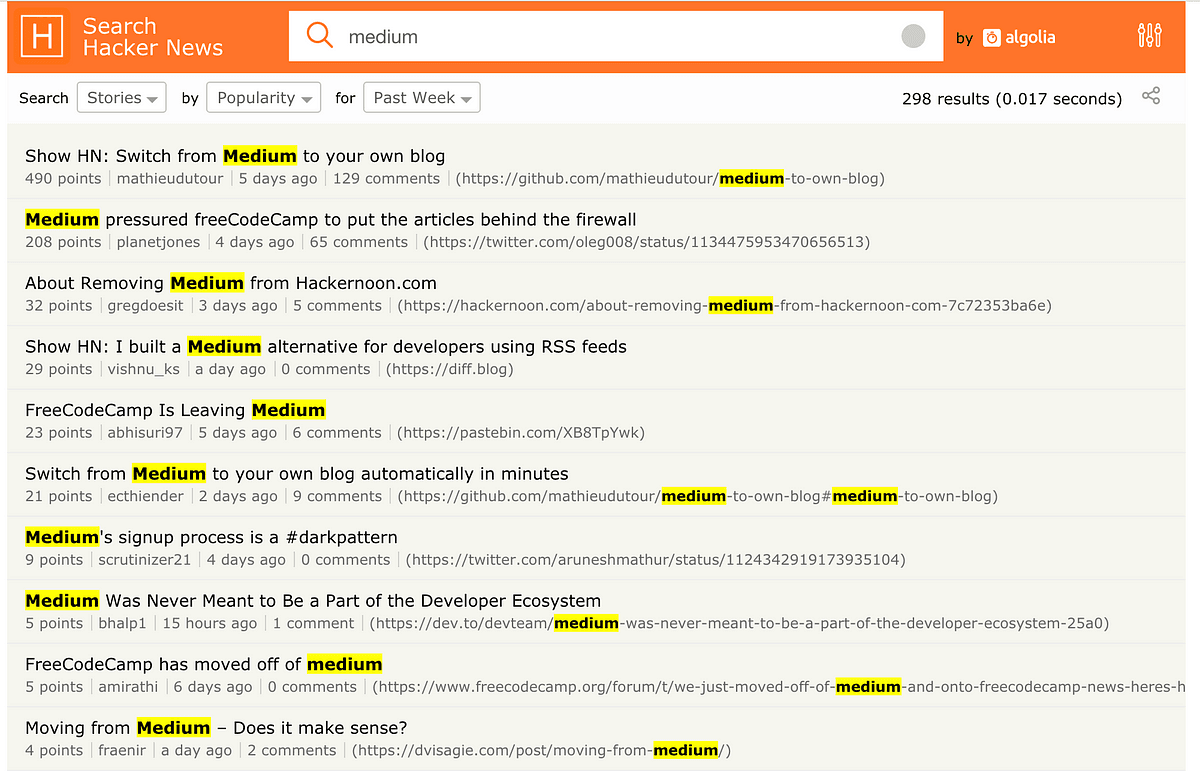 H
Search
Hacker News
medium
by algolia
Search Stories by Popularity for Past Week 298 results (0.017 seconds)
Show HN: Switch from Medium to your own blog
490 points | mathieudutour | 5 days ago | 129 comments | (https://github.com/mathieudutour/medium-to-own-blog)
Medium pressured freeCodeCamp to put the articles behind the firewall
208 points | planetjones | 4 days ago | 65 comments | (https://twitter.com/oleg008/status/1134475953470656513)
About Removing Medium from Hackernoon.com
32 points | gregdoesit | 3 days ago | 5 comments | (https://hackernoon.com/about-removing-medium-from-hackernoon-com-7c72353ba6e)
Show HN: I built a Medium alternative for developers using RSS feeds
29 points | vishnu_ks | a day ago | 0 comments | (https://diff.blog)
FreeCodeCamp Is Leaving Medium
23 points | abhisuri97 | 5 days ago | 6 comments | (https://pastebin.com/XB8TpYwk)
Switch from Medium to your own blog automatically in minutes
21 points | ecthiender | 2 days ago | 9 comments | (https://github.com/mathieudutour/medium-to-own-blog#medium-to-own-blog)
Medium's signup process is a #darkpattern
9 points | scrutinizer21 | 4 days ago | 0 comments | (https://twitter.com/aruneshmathur/status/1124342919173935104)
Medium Was Never Meant to Be a Part of the Developer Ecosystem
5 points | bhalp1 | 15 hours ago | 1 comment | (https://dev.to/devteam/medium-was-never-meant-to-be-a-part-of-the-developer-ecosystem-25a0)
FreeCodeCamp has moved off of medium
5 points | amirathi | 6 days ago | 0 comments | (https://www.freecodecamp.org/forum/t/we-just-moved-off-of-medium-and-onto-freecodecamp-news-heres-h
Moving from Medium – Does it make sense?
4 points | fraenir | a day ago | 2 comments | (https://dvisagie.com/post/moving-from-medium/)